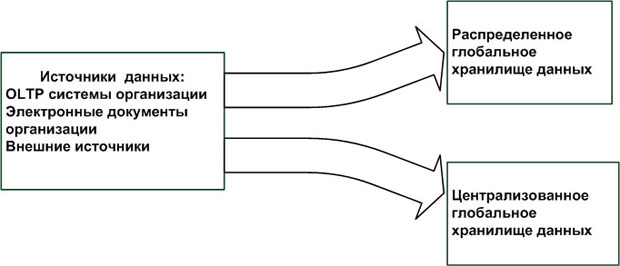 Источники данных:
OLTP системы организации
Электронные документы
организации
Внешние источники
Распределенное
глобальное
хранилище данных
Централизованное
глобальное
хранилище данных